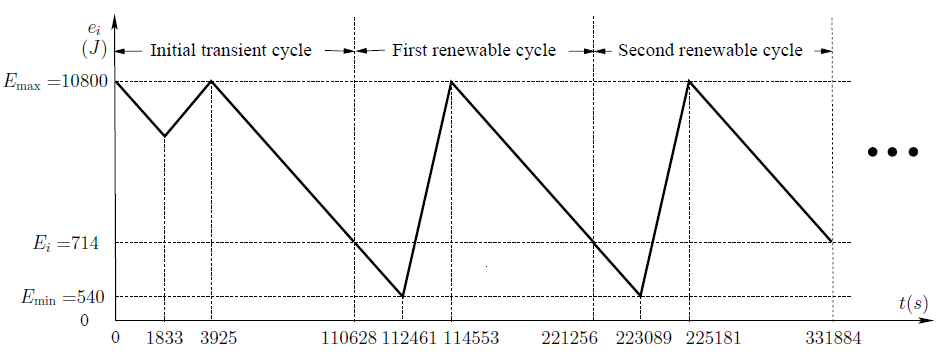 e_i
(J)
Initial transient cycle
First renewable cycle
Second renewable cycle
E_max =10800
E_i =714
E_min =540
0
t(s)
0 1833 3925 110628 112461 114553 221256 223089 225181 331884